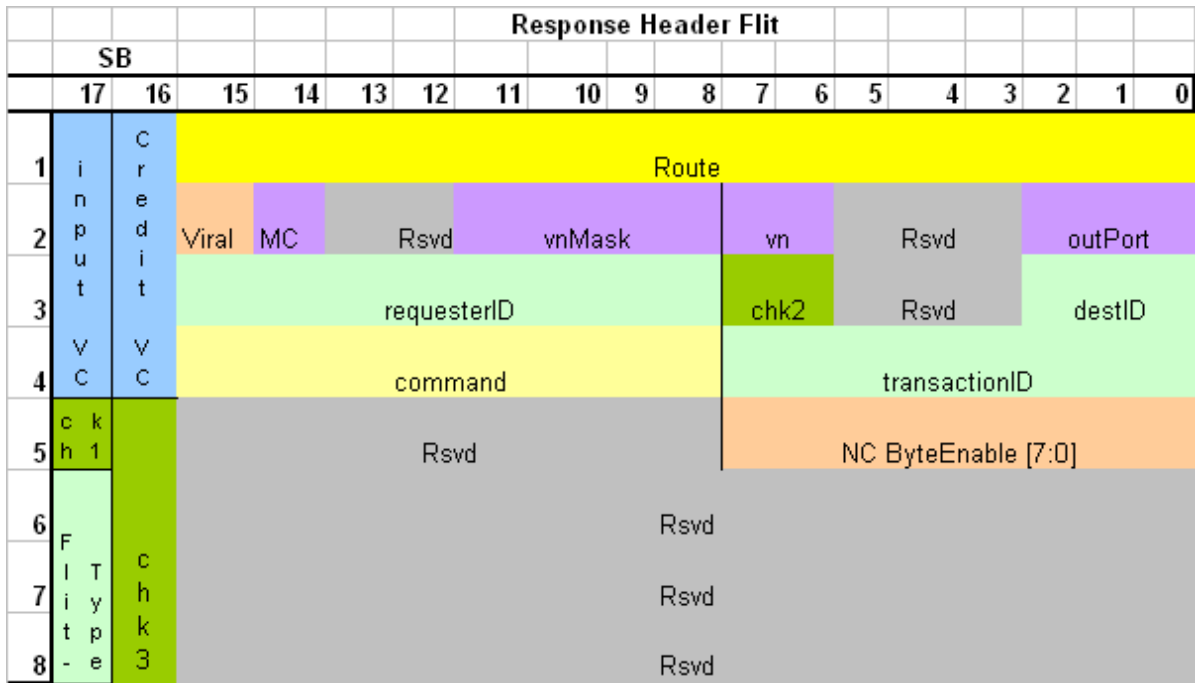 Response Header Flit
SB
17 16 15 14 13 12 11 10 9 8 7 6 5 4 3 2 1 0
input VC
Credit VC
1 Route
2 Viral MC Rsvd vnMask vn Rsvd outPort
3 requesterID chk2 Rsvd destID
4 command transactionID
chk1
5 Rsvd NC ByteEnable [7:0]
Flit-Type
chk3
6 Rsvd
7 Rsvd
8 Rsvd